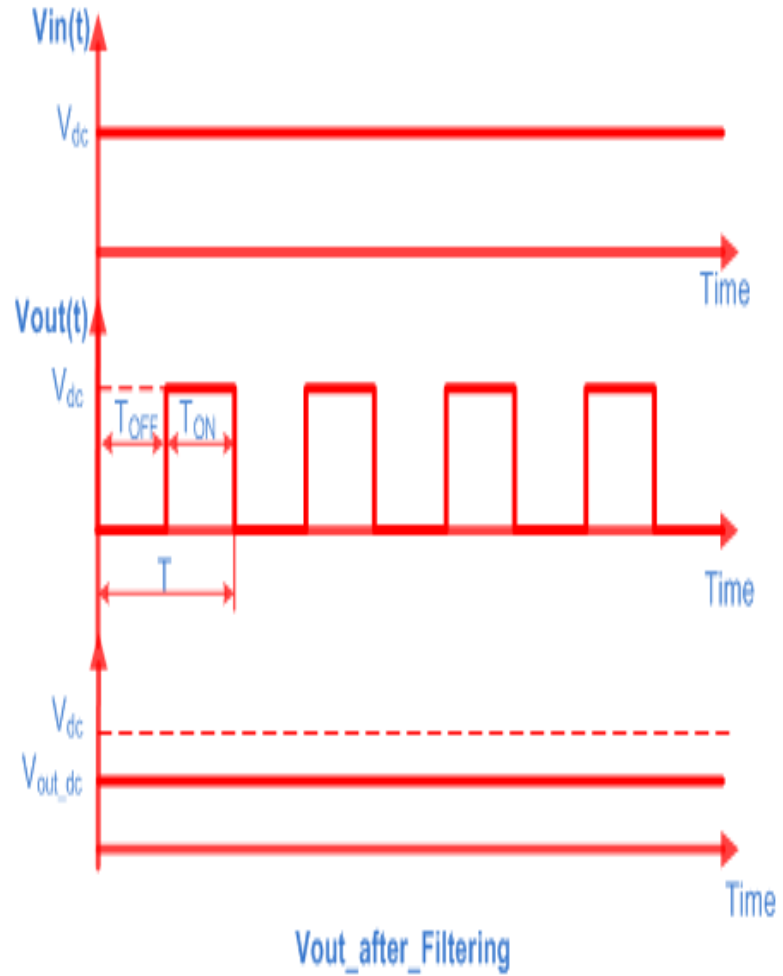 Vin(t)
Vdc
Time
Vout(t)
Vdc
TOFF TON
T
Time
Vdc
Vout_dc
Time
Vout_after_Filtering